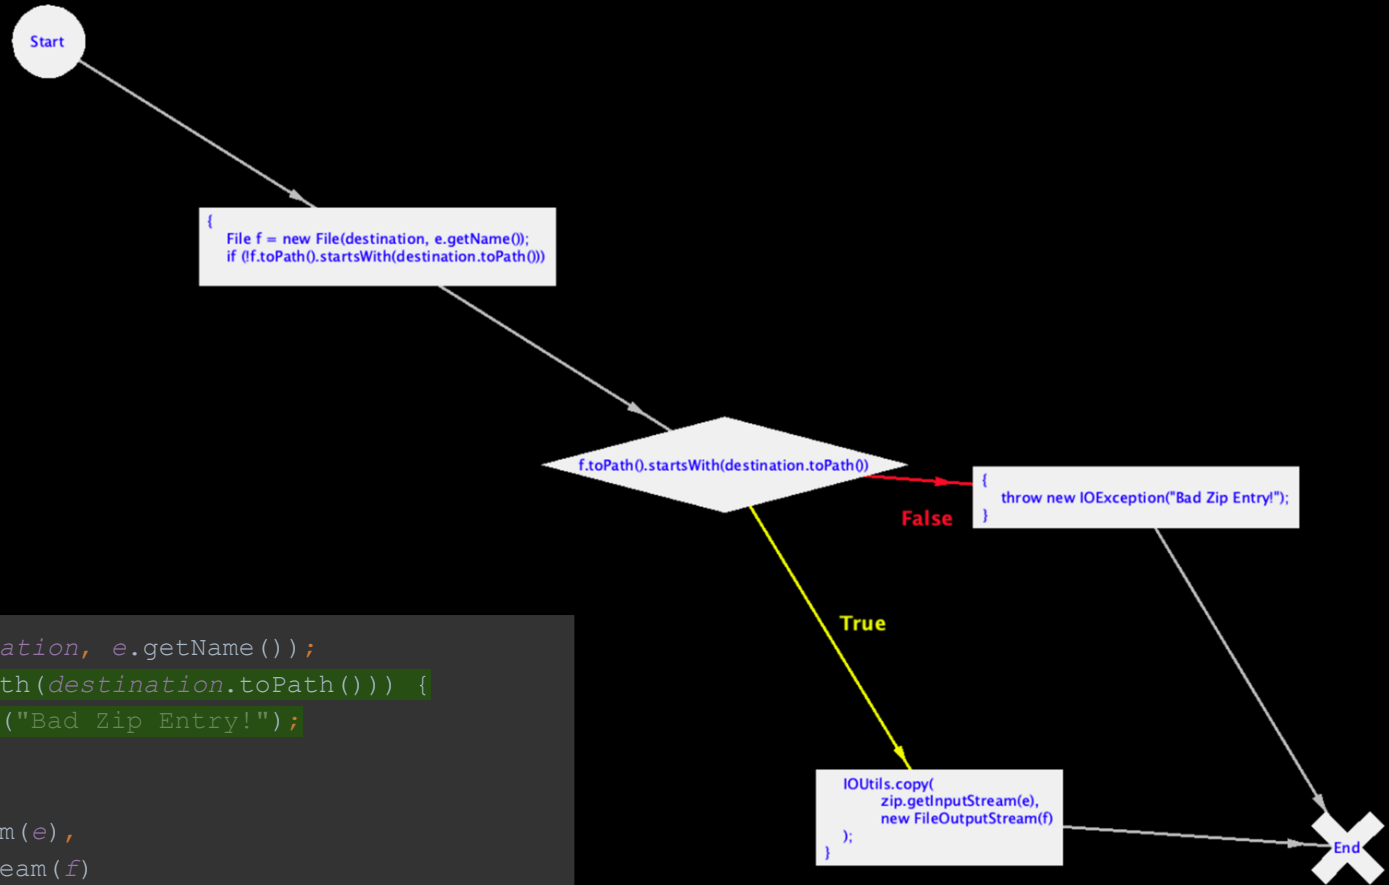 Start
{
File f = new File(destination, e.getName());
if (!f.toPath().startsWith(destination.toPath()))
f.toPath().startsWith(destination.toPath())
False
{
throw new IOException("Bad Zip Entry!");
}
True
ation, e.getName());
th(destination.toPath())) {
("Bad Zip Entry!");
m(e),
eam(f)
IOUtils.copy(
zip.getInputStream(e),
new FileOutputStream(f)
);
}
End